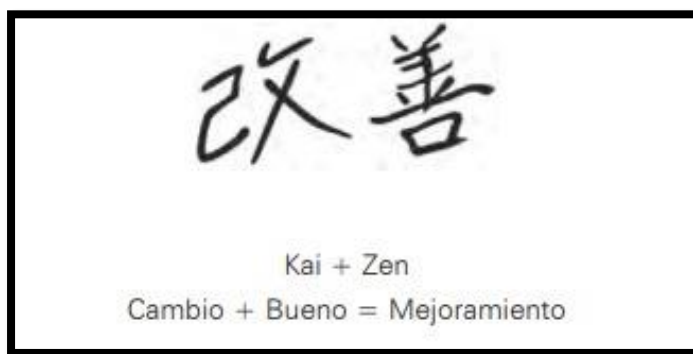 改善
Kai + Zen
Cambio + Bueno = Mejoramiento